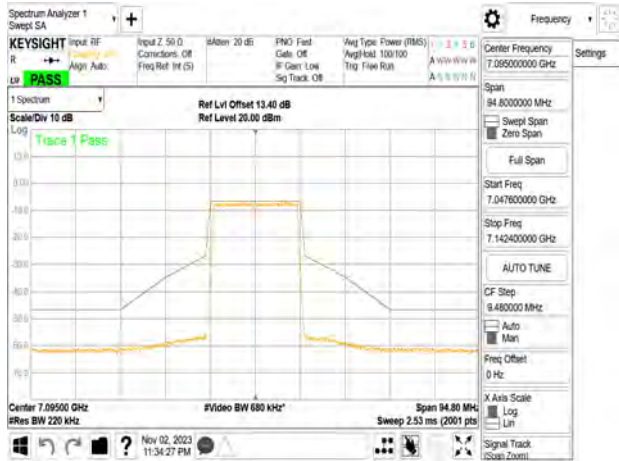 Spectrum Analyzer 1
Swept SA
+
Frequency
KEYSIGHT
Input: RF
Input Z: 50 Ω
#Atten: 20 dB
PNO: Fast
Avg Type: Power (RMS)
R
Align: Auto
Corrections: Off
Freq Ref: Int (S)
Gate: Off
IF Gain: Low
Sig Track: Off
Avg|Hold: 100/100
Trig: Free Run
PASS
1 Spectrum
Scale/Div 10 dB
Ref Lvl Offset 13.40 dB
Ref Level 20.00 dBm
Log
Trace 1 Pass
Center 7.09500 GHz
#Res BW 220 kHz
#Video BW 680 kHz*
Span 94.80 MHz
Sweep 2.53 ms (2001 pts
Nov 02, 2023
11:34:27 PM
?
Center Frequency
7.095000000 GHz
Settings
Span
94.8000000 MHz
Swept Span
Zero Span
Full Span
Start Freq
7.047600000 GHz
Stop Freq
7.142400000 GHz
AUTO TUNE
CF Step
9.480000 MHz
Auto
Man
Freq Offset
0 Hz
X Axis Scale
Log
Lin
Signal Track
(Span Zoom)